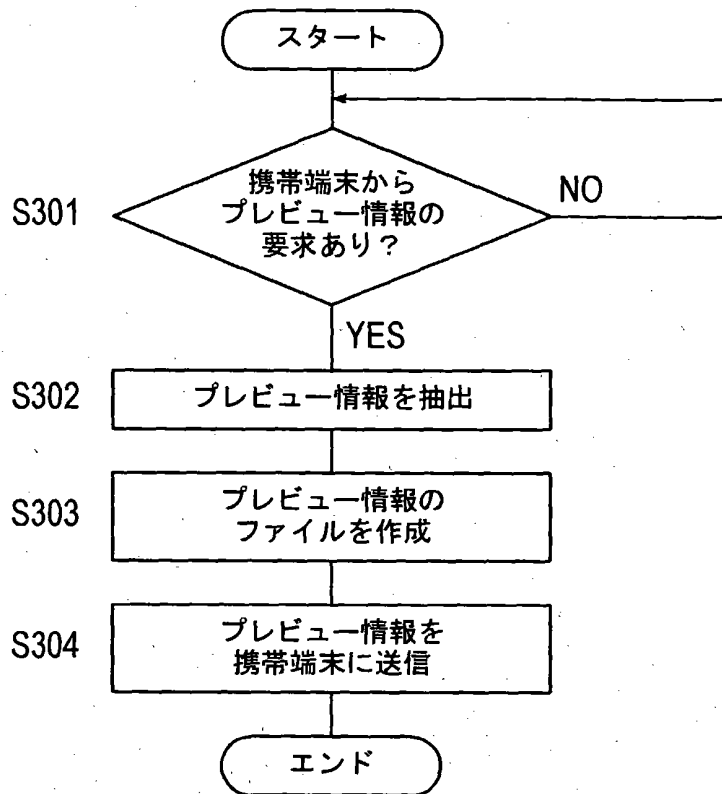 スタート
携帯端末から
プレビュー情報の
要求あり？
S301
NO
YES
S302
プレビュー情報を抽出
S303
プレビュー情報の
ファイルを作成
S304
プレビュー情報を
携帯端末に送信
エンド